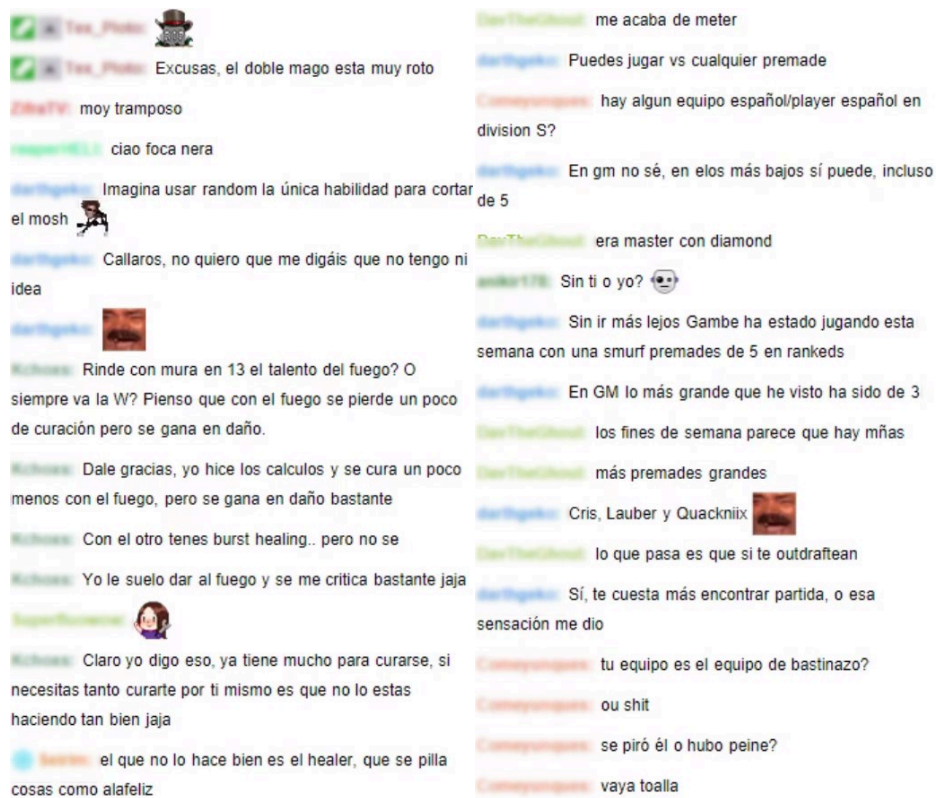 Excusas, el doble mago esta muy roto
moy tramposo
ciao foca nera
Imagina usar random la única habilidad para cortar
el mosh
Callaros, no quiero que me digáis que no tengo ni
idea
Rinde con mura en 13 el talento del fuego? O
siempre va la W? Pienso que con el fuego se pierde un poco
de curación pero se gana en daño.
Dale gracias, yo hice los calculos y se cura un poco
menos con el fuego, pero se gana en daño bastante
Con el otro tenes burst healing.. pero no se
Yo le suelo dar al fuego y se me critica bastante jaja
Claro yo digo eso, ya tiene mucho para curarse, si
necesitas tanto curarte por ti mismo es que no lo estas
haciendo tan bien jaja
el que no lo hace bien es el healer, que se pilla
cosas como alafeliz
me acaba de meter
Puedes jugar vs cualquier premade
hay algun equipo español/player español en
division S?
En gm no sé, en elos más bajos sí puede, incluso
de 5
era master con diamond
Sin ti o yo?
Sin ir más lejos Gambe ha estado jugando esta
semana con una smurf premades de 5 en rankeds
En GM lo más grande que he visto ha sido de 3
los fines de semana parece que hay mñas
más premades grandes
Cris, Lauber y Quackniix
lo que pasa es que si te outdraftean
Sí, te cuesta más encontrar partida, o esa
sensación me dio
tu equipo es el equipo de bastinazo?
ou shit
se piró él o hubo peine?
vaya toalla